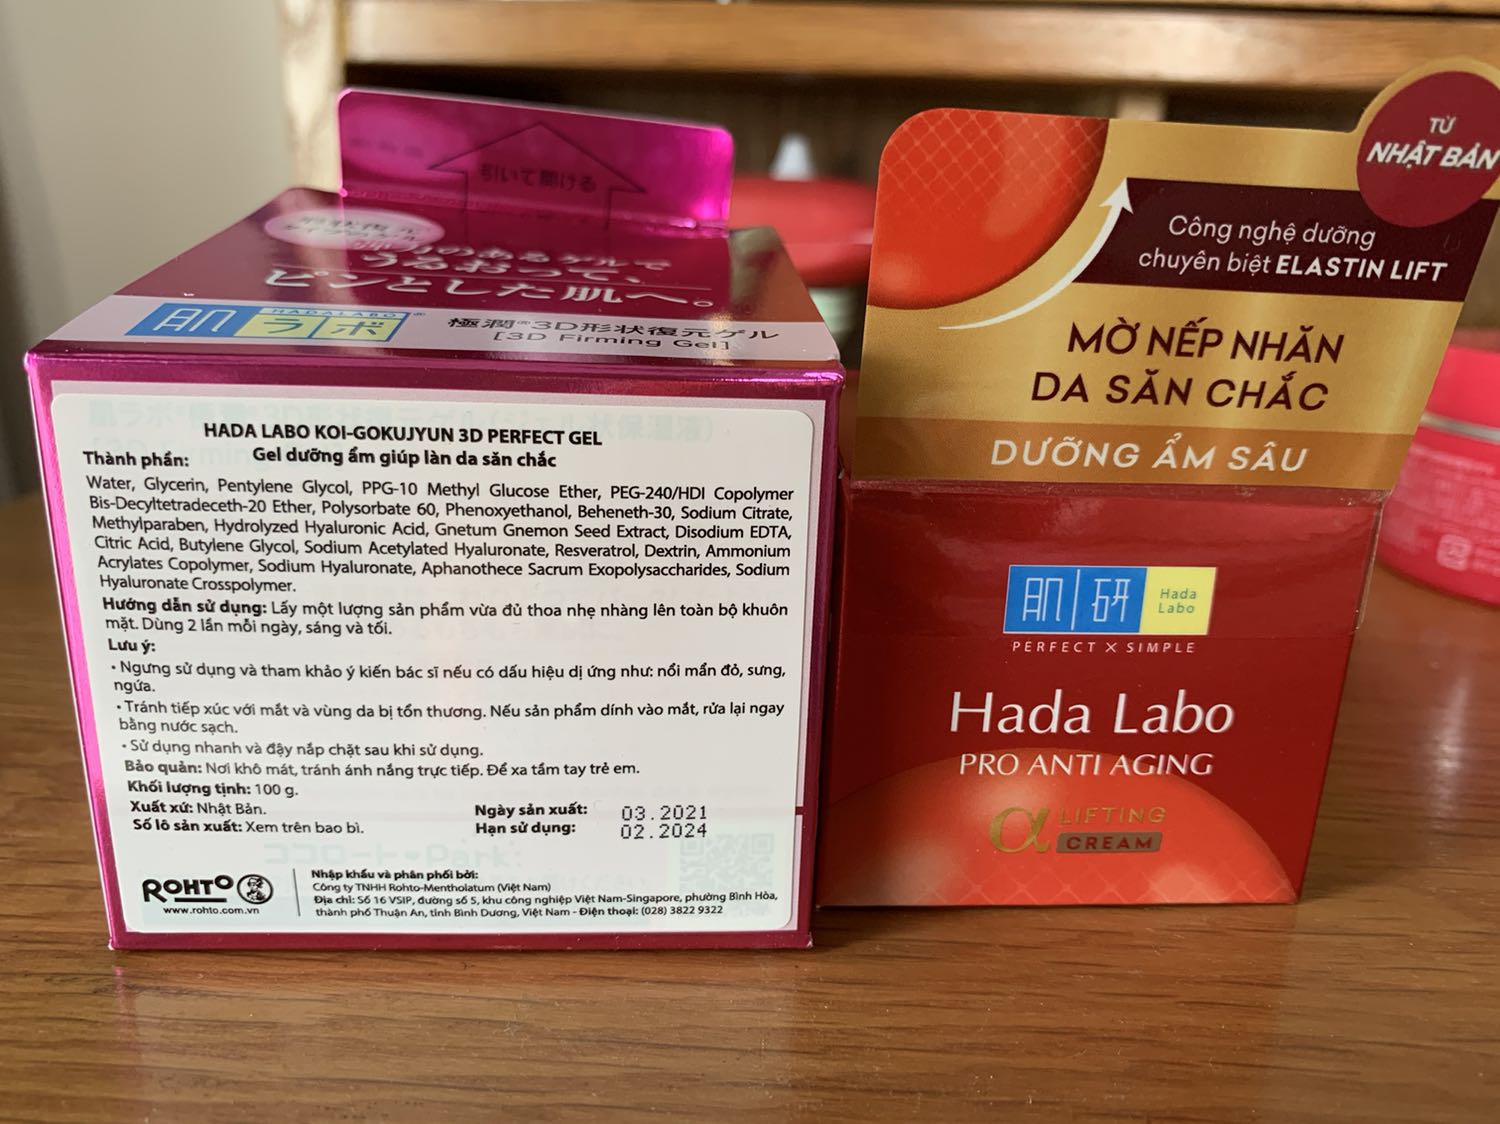 引いて開ける
弾力のあるゲルで
うるおって、
ピンとした肌へ。
HADALABO®
肌ラボ
極潤®3D形状復元ゲル
[3D Firming Gel]
HADA LABO KOI-GOKUJYUN 3D PERFECT GEL
Gel dưỡng ẩm giúp làn da săn chắc
Thành phần:
Water, Glycerin, Pentylene Glycol, PPG-10 Methyl Glucose Ether, PEG-240/HDI Copolymer
Bis-Decyltetradeceth-20 Ether, Polysorbate 60, Phenoxyethanol, Beheneth-30, Sodium Citrate,
Methylparaben, Hydrolyzed Hyaluronic Acid, Gnetum Gnemon Seed Extract, Disodium EDTA,
Citric Acid, Butylene Glycol, Sodium Acetylated Hyaluronate, Resveratrol, Dextrin, Ammonium
Acrylates Copolymer, Sodium Hyaluronate, Aphanothece Sacrum Exopolysaccharides, Sodium
Hyaluronate Crosspolymer.
Hướng dẫn sử dụng: Lấy một lượng sản phẩm vừa đủ thoa nhẹ nhàng lên toàn bộ khuôn
mặt. Dùng 2 lần mỗi ngày, sáng và tối.
Lưu ý:
• Ngưng sử dụng và tham khảo ý kiến bác sĩ nếu có dấu hiệu dị ứng như: nổi mẩn đỏ, sưng,
ngứa.
• Tránh tiếp xúc với mắt và vùng da bị tổn thương. Nếu sản phẩm dính vào mắt, rửa lại ngay
bằng nước sạch.
• Sử dụng nhanh và đậy nắp chặt sau khi sử dụng.
Bảo quản: Nơi khô mát, tránh ánh nắng trực tiếp. Để xa tầm tay trẻ em.
Khối lượng tịnh: 100 g.
Xuất xứ: Nhật Bản.
Số lô sản xuất: Xem trên bao bì.
Ngày sản xuất: 03.2021
Hạn sử dụng: 02.2024
ROHTO
www.rohto.com.vn
Nhập khẩu và phân phối bởi:
Công ty TNHH Rohto-Mentholatum (Việt Nam)
Địa chỉ: Số 16 VSIP, đường số 5, khu công nghiệp Việt Nam-Singapore, phường Bình Hòa,
thành phố Thuận An, tỉnh Bình Dương, Việt Nam - Điện thoại: (028) 3822 9322
TỪ
NHẬT BẢN
Công nghệ dưỡng
chuyên biệt ELASTIN LIFT
MỜ NẾP NHĂN
DA SĂN CHẮC
DƯỠNG ẨM SÂU
肌研
Hada
Labo
PERFECT X SIMPLE
Hada Labo
PRO ANTI AGING
α LIFTING
CREAM